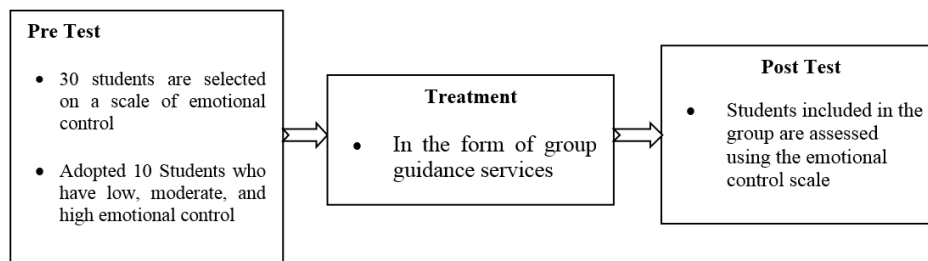 Pre Test
• 30 students are selected
on a scale of emotional
control
• Adopted 10 Students who
have low, moderate, and
high emotional control
Treatment
• In the form of group
guidance services
Post Test
• Students included in the
group are assessed
using the emotional
control scale